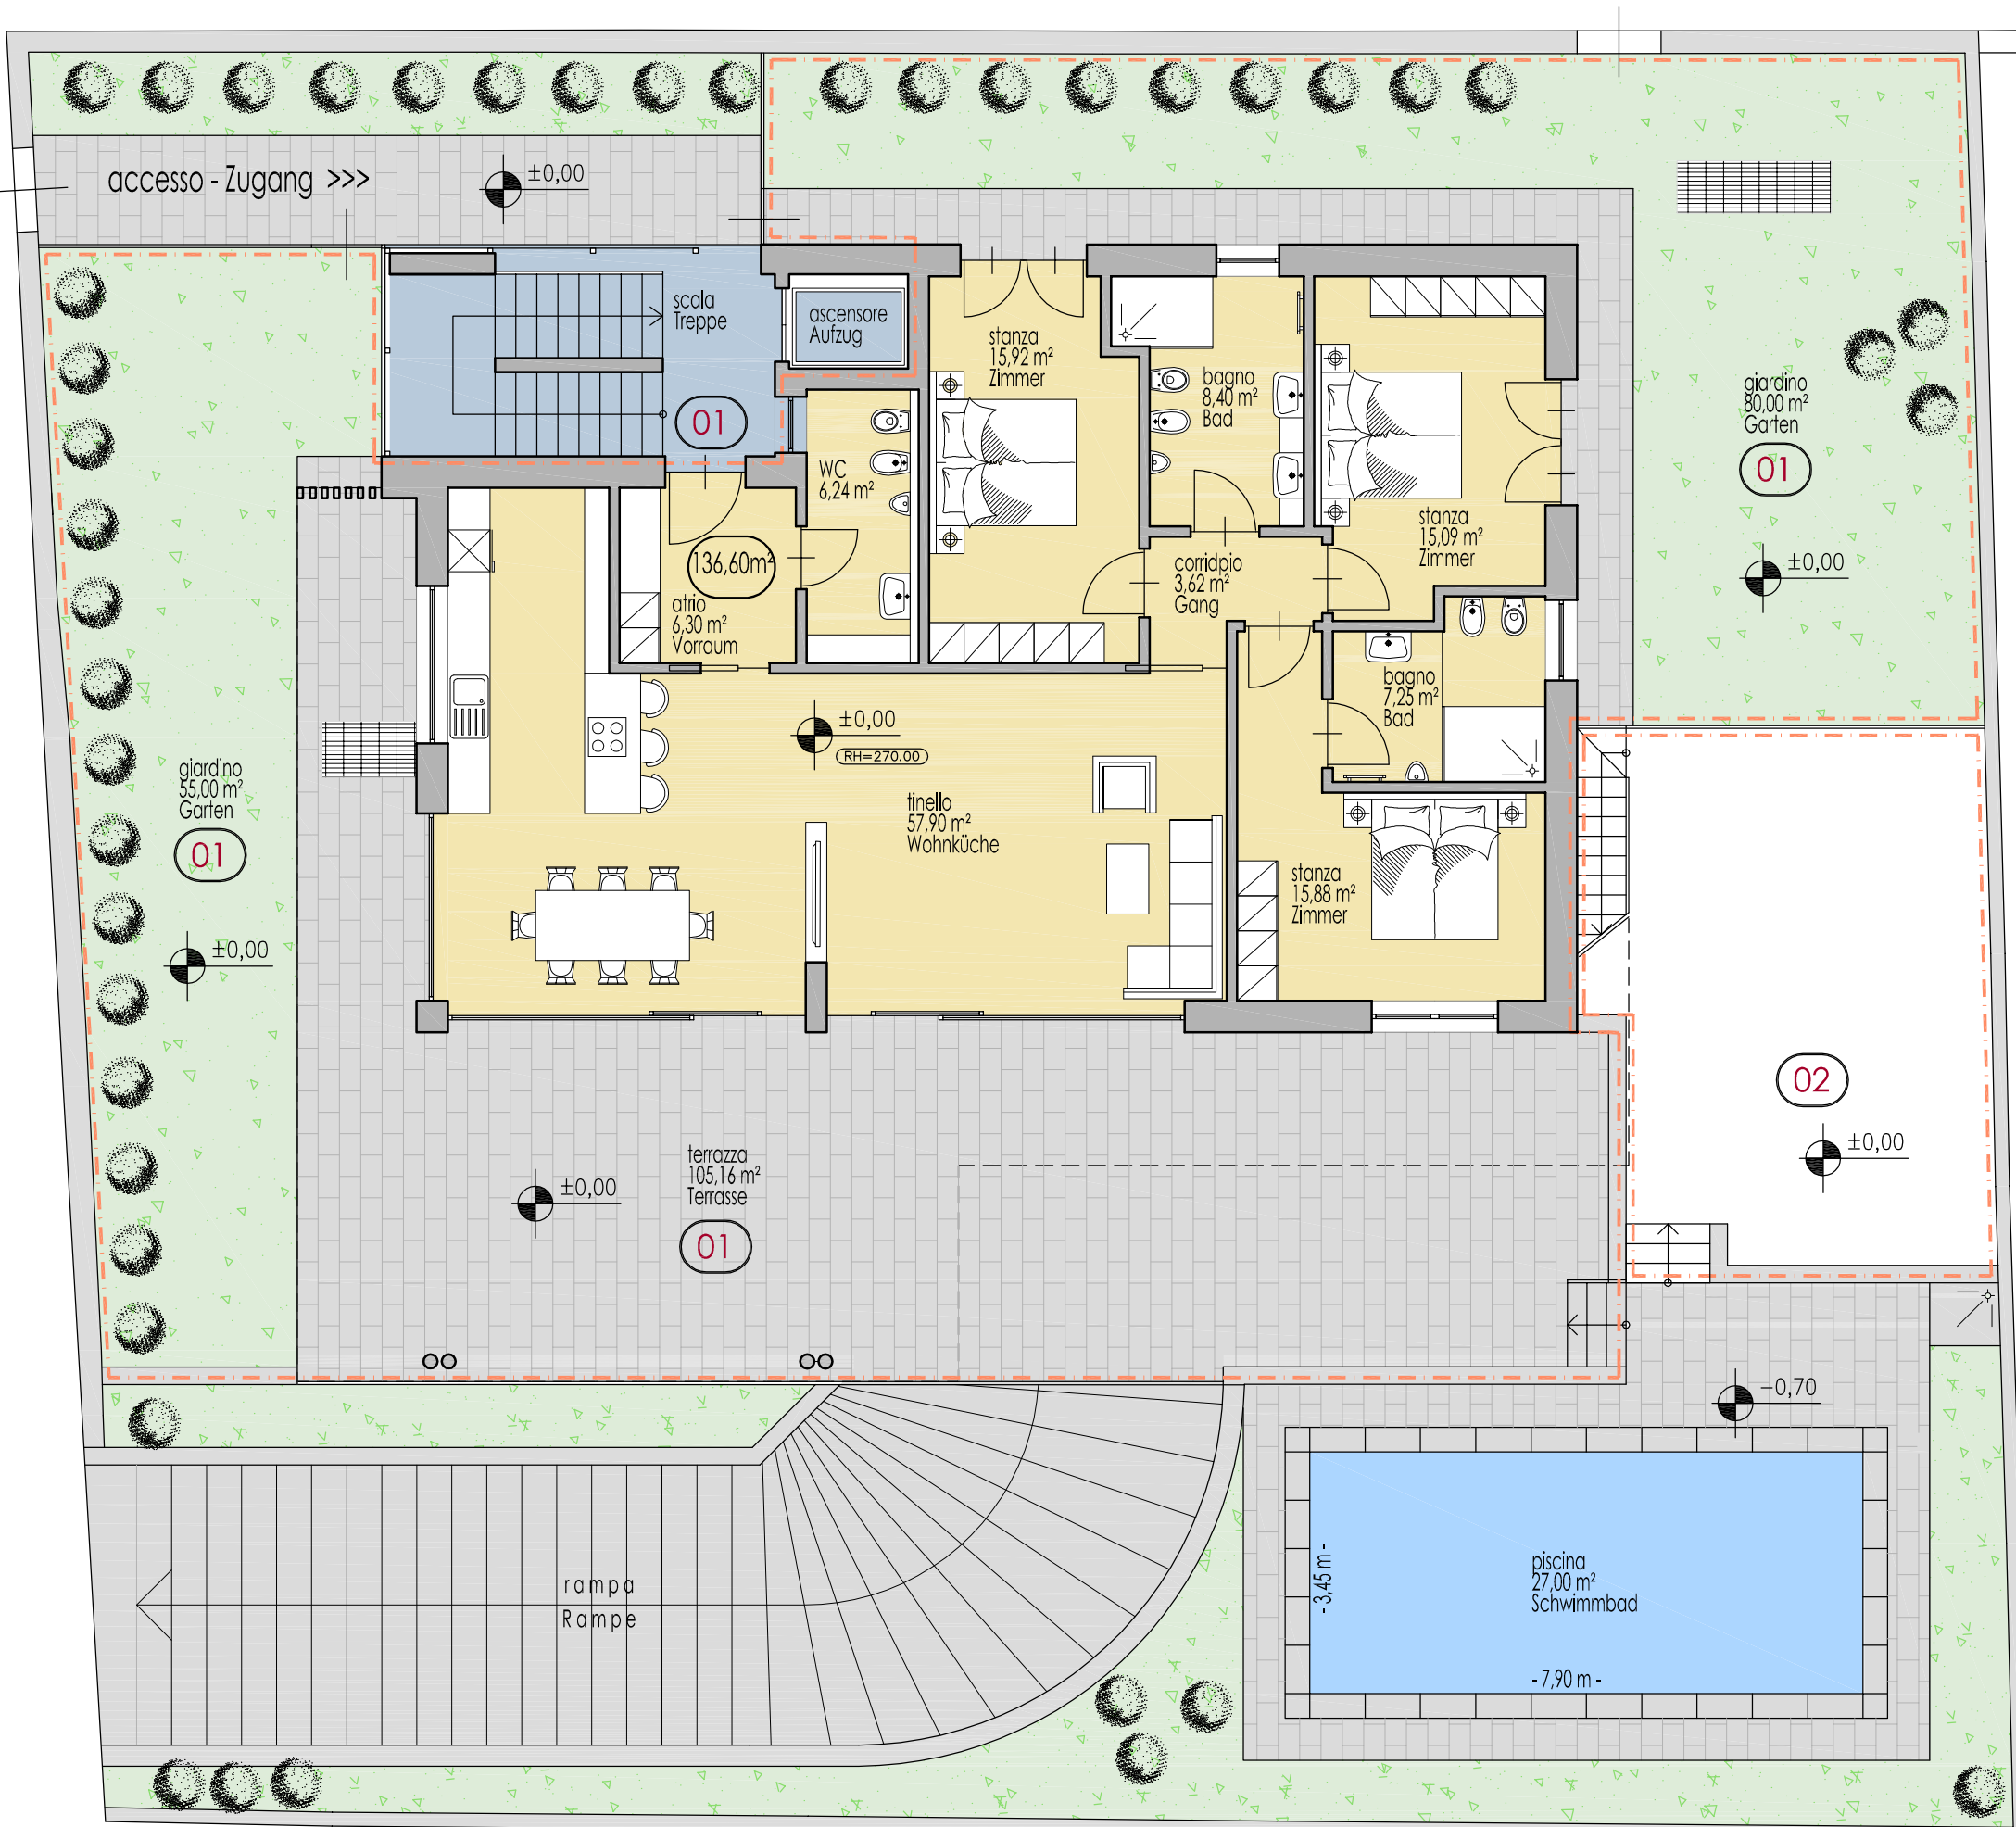 accesso - Zugang >>>
±0,00
scala
Treppe
ascensore
Aufzug
01
stanza
15,92 m²
Zimmer
bagno
8,40 m²
Bad
stanza
15,09 m²
Zimmer
giardino
80,00 m²
Garten
01
±0,00
WC
6,24 m²
136,60m²
atrio
6,30 m²
Vorraum
corridpio
3,62 m²
Gang
bagno
7,25 m²
Bad
±0,00
RH=270.00
tinello
57,90 m²
Wohnküche
stanza
15,88 m²
Zimmer
giardino
55,00 m²
Garten
01
±0,00
02
±0,00
terrazza
105,16 m²
Terrasse
±0,00
01
-0,70
rampa
Rampe
- 3,45 m -
piscina
27,00 m²
Schwimmbad
- 7,90 m -